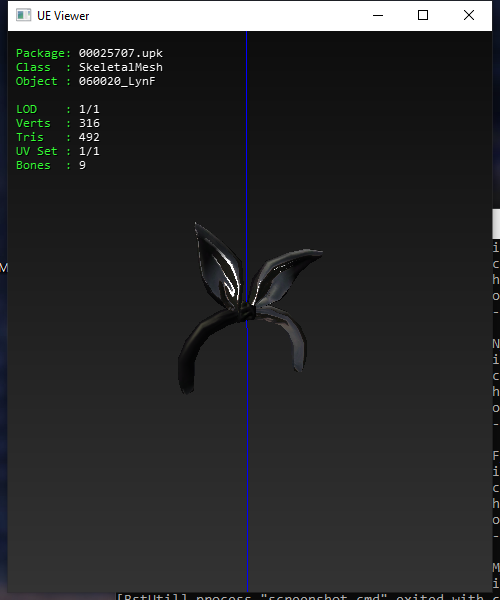 UE Viewer
Package: 00025707.upk
Class : SkeletalMesh
Object : 060020_LynF
LOD : 1/1
Verts : 316
Tris : 492
UV Set : 1/1
Bones : 9
M
i
c
h
o
-
N
i
c
h
o
-
F
i
c
h
o
-
M
i
[BstUtil] process "screenshot.cmd" exited with c